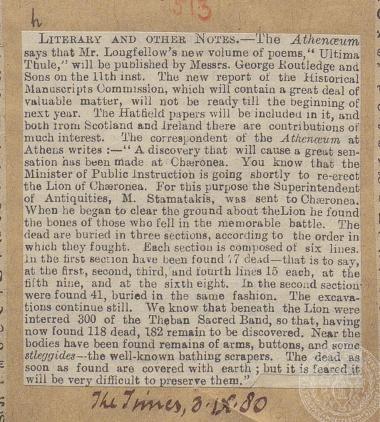 513
h
LITERARY AND OTHER NOTES.—The Athenæum
says that Mr. Longfellow's new volume of poems, "Ultima
Thule," will be published by Messrs. George Routledge and
Sons on the 11th inst. The new report of the Historical
Manuscripts Commission, which will contain a great deal of
valuable matter, will not be ready till the beginning of
next year. The Hatfield papers will be included in it, and
both from Scotland and Ireland there are contributions of
much interest. The correspondent of the Athenæum at
Athens writes :—"A discovery that will cause a great sen-
sation has been made at Chæronea. You know that the
Minister of Public Instruction is going shortly to re-erect
the Lion of Chæronea. For this purpose the Superintendent
of Antiquities, M. Stamatakis, was sent to Chæronea.
When he began to clear the ground about the Lion he found
the bones of those who fell in the memorable battle. The
dead are buried in three sections, according to the order in
which they fought. Each section is composed of six lines.
In the first section have been found 77 dead—that is to say,
at the first, second, third, and fourth lines 15 each, at the
fifth nine, and at the sixth eight. In the second section
were found 41, buried in the same fashion. The excava-
tions continue still. We know that beneath the Lion were
interred 300 of the Theban Sacred Band, so that, having
now found 118 dead, 182 remain to be discovered. Near the
bodies have been found remains of arms, buttons, and some
stleggides—the well-known bathing scrapers. The dead as
soon as found are covered with earth ; but it is feared it
will be very difficult to preserve them."
The Times, 3·IX·80